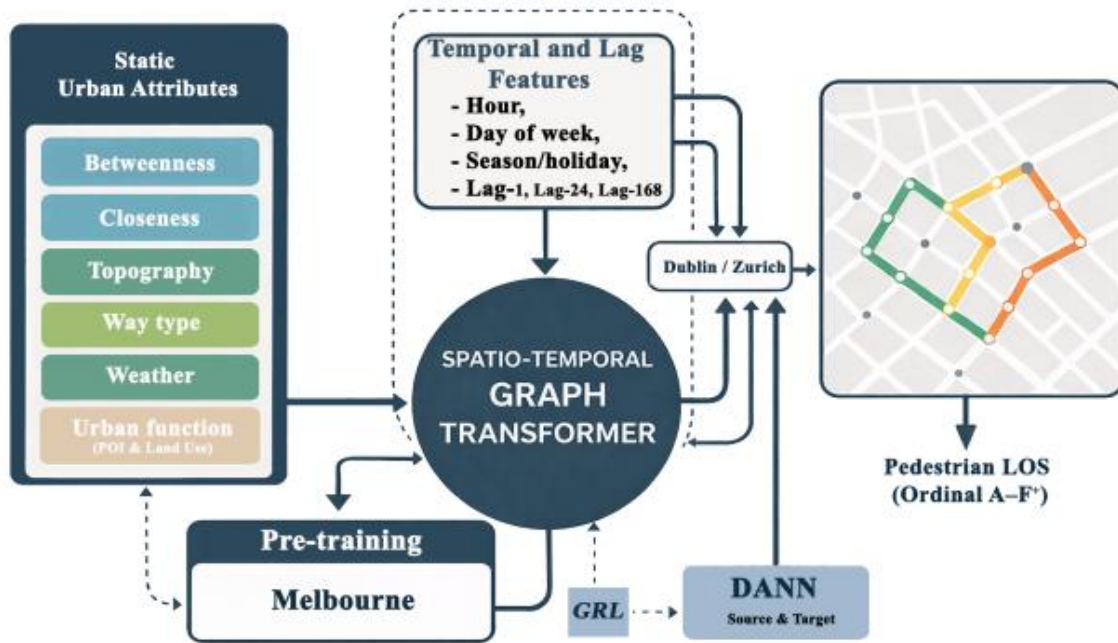 Static
Urban Attributes
Betweenness
Closeness
Topography
Way type
Weather
Urban function
(POI & Land Use)
Temporal and Lag
Features
- Hour,
- Day of week,
- Season/holiday,
- Lag-1, Lag-24, Lag-168
Dublin / Zurich
SPATIO-TEMPORAL
GRAPH
TRANSFORMER
Pedestrian LOS
(Ordinal A–F⁺)
Pre-training
Melbourne
GRL
DANN
Source & Target